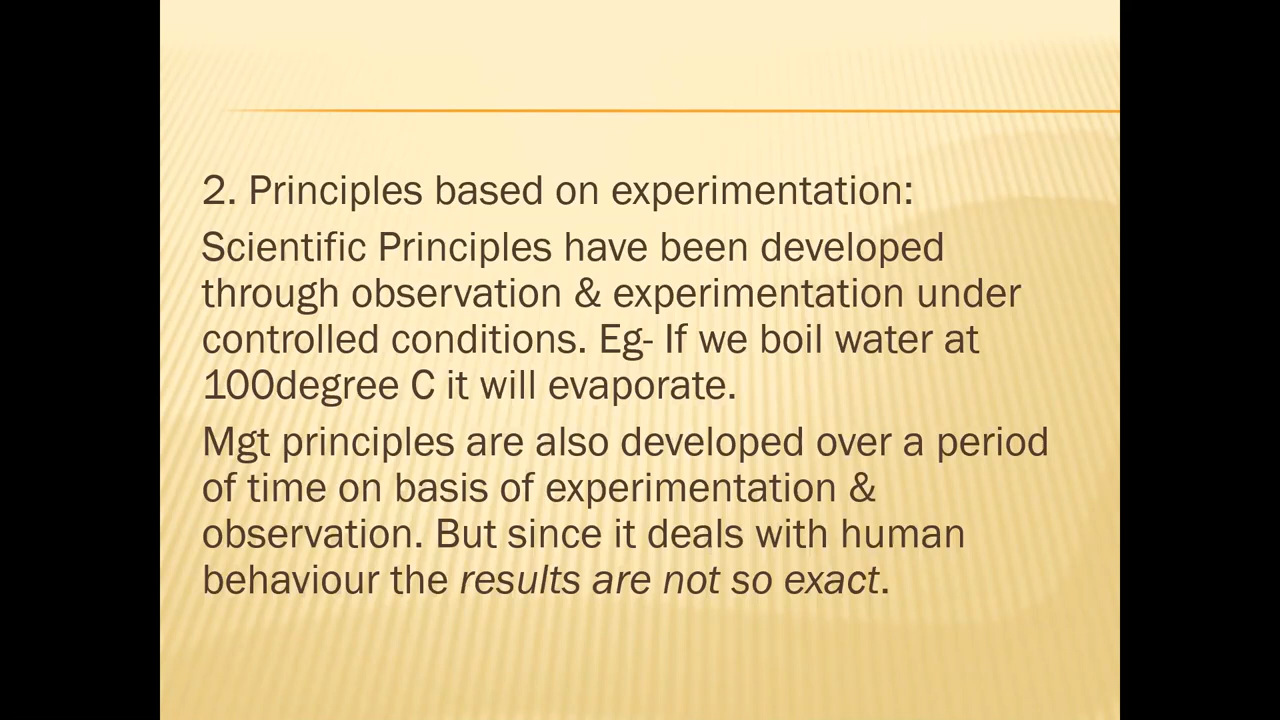 2. Principles based on experimentation:
Scientific Principles have been developed
through observation & experimentation under
controlled conditions. Eg- If we boil water at
100degree C it will evaporate.
Mgt principles are also developed over a period
of time on basis of experimentation &
observation. But since it deals with human
behaviour the results are not so exact.